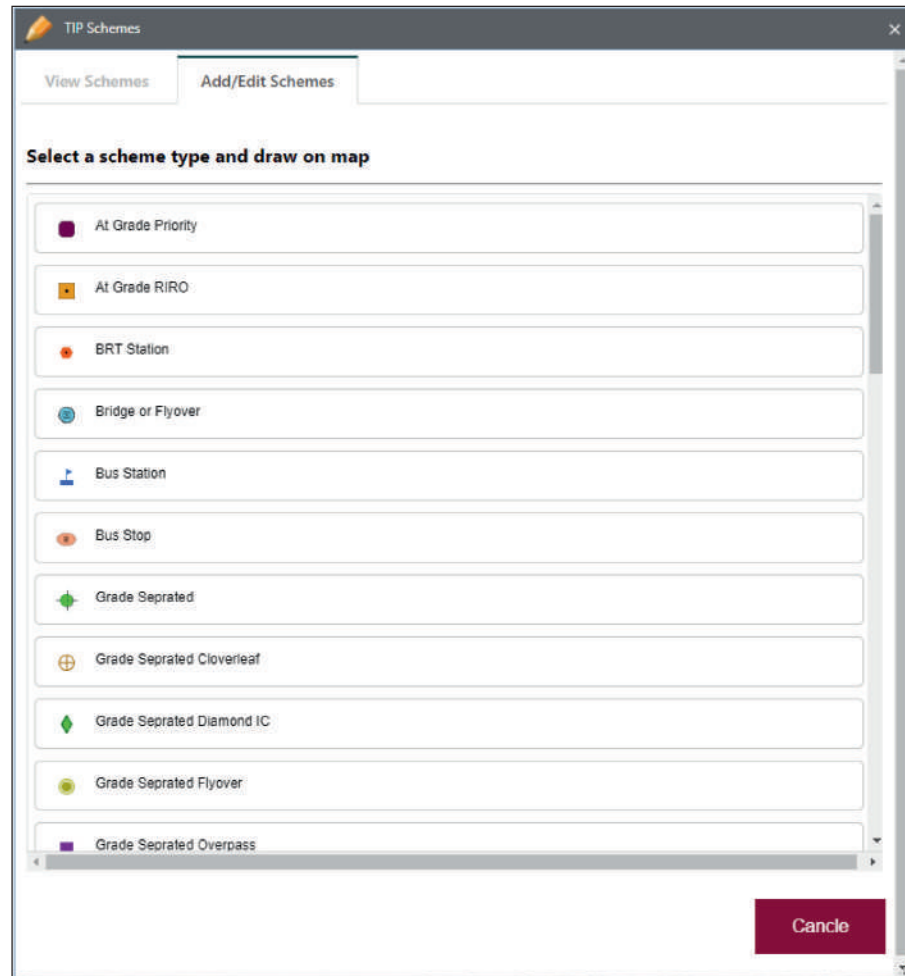 TIP Schemes
View Schemes
Add/Edit Schemes
Select a scheme type and draw on map
At Grade Priority
At Grade RIRO
BRT Station
Bridge or Flyover
Bus Station
Bus Stop
Grade Seprated
Grade Seprated Cloverleaf
Grade Seprated Diamond IC
Grade Seprated Flyover
Grade Seprated Overpass
Cancle